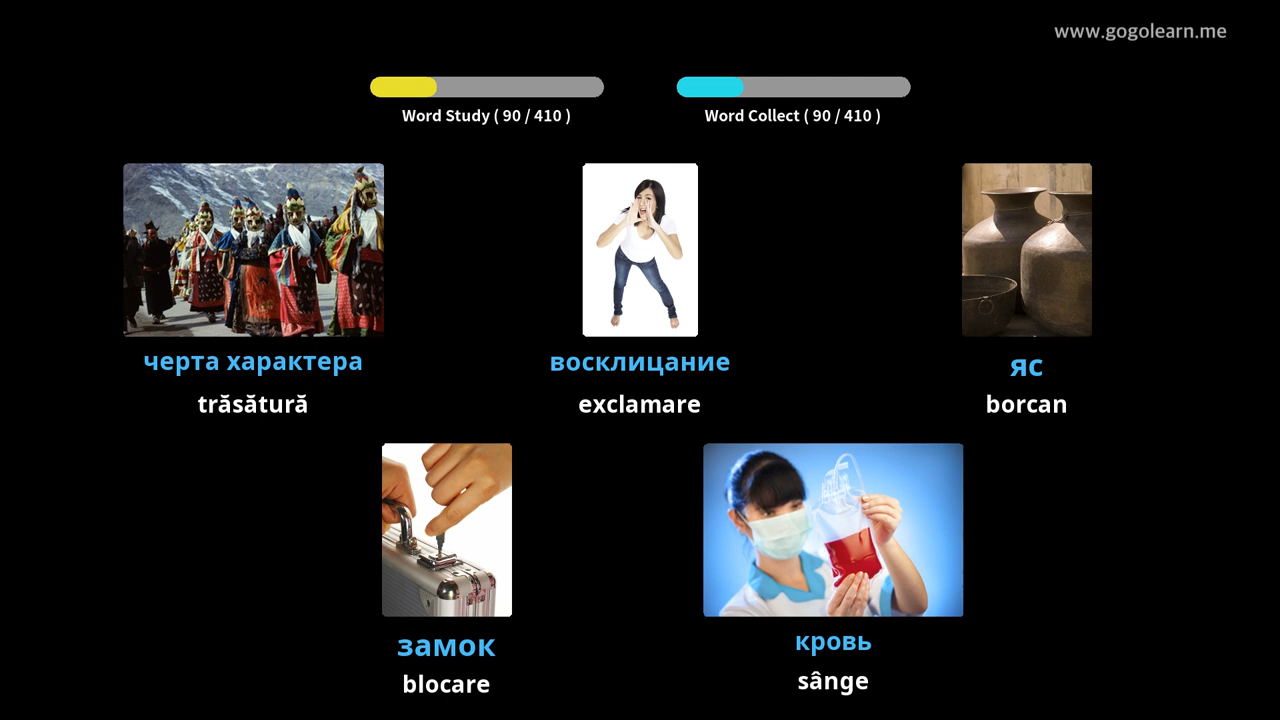 www.gogolearn.me
Word Study ( 90 / 410 )
Word Collect ( 90 / 410 )
черта характера
trăsătură
восклицание
exclamare
яс
borcan
замок
blocare
кровь
sânge